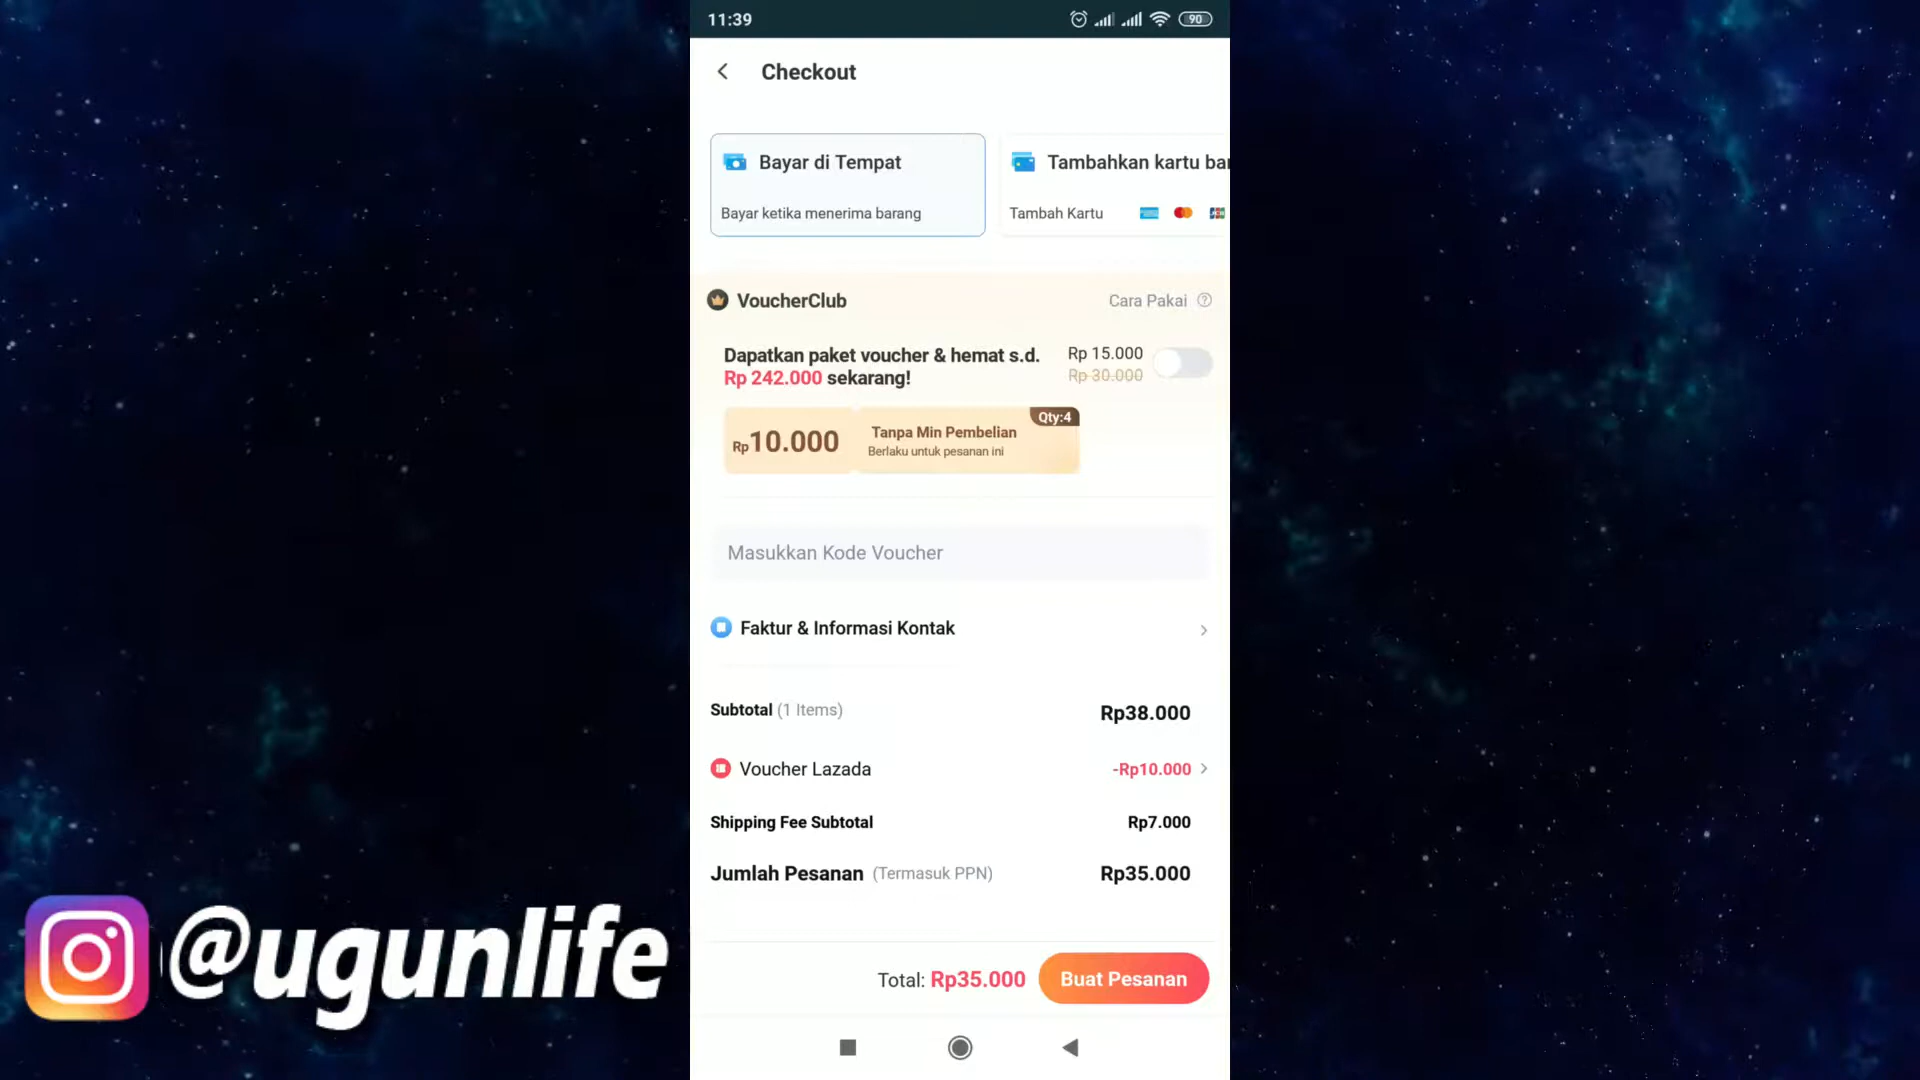 11:39
90
Checkout
Bayar di Tempat
Bayar ketika menerima barang
Tambahkan kartu
Tambah Kartu
VoucherClub
Cara Pakai
Dapatkan paket voucher & hemat s.d.
Rp 242.000 sekarang!
Rp 15.000
Rp 30.000
Rp10.000
Qty:4
Tanpa Min Pembelian
Berlaku untuk pesanan ini
Masukkan Kode Voucher
Faktur & Informasi Kontak
Subtotal (1 Items)
Rp38.000
Voucher Lazada
-Rp10.000
Shipping Fee Subtotal
Rp7.000
Jumlah Pesanan (Termasuk PPN)
Rp35.000
Total: Rp35.000
Buat Pesanan
@ugunlife